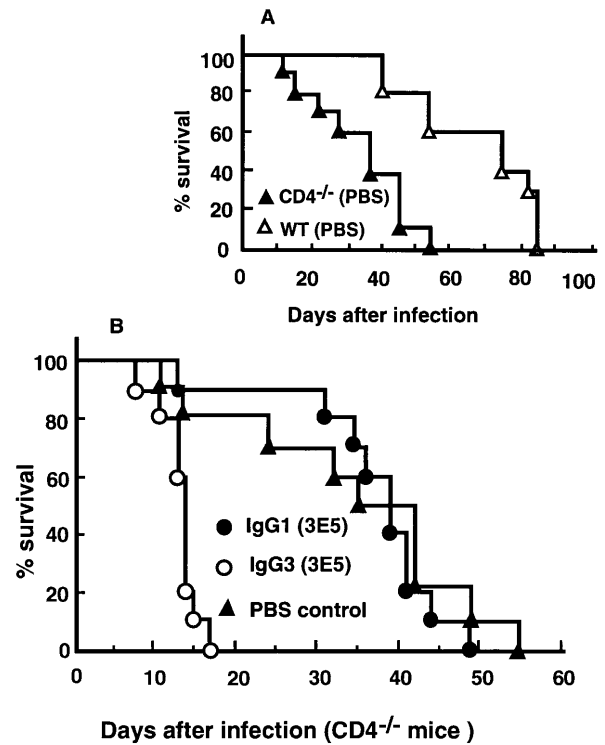 A
100
80
60
40
20
0
% survival
CD4-/- (PBS)
WT (PBS)
0 20 40 60 80 100
Days after infection
B
100
80
60
40
20
0
% survival
IgG1 (3E5)
IgG3 (3E5)
PBS control
0 10 20 30 40 50 60
Days after infection (CD4-/- mice )